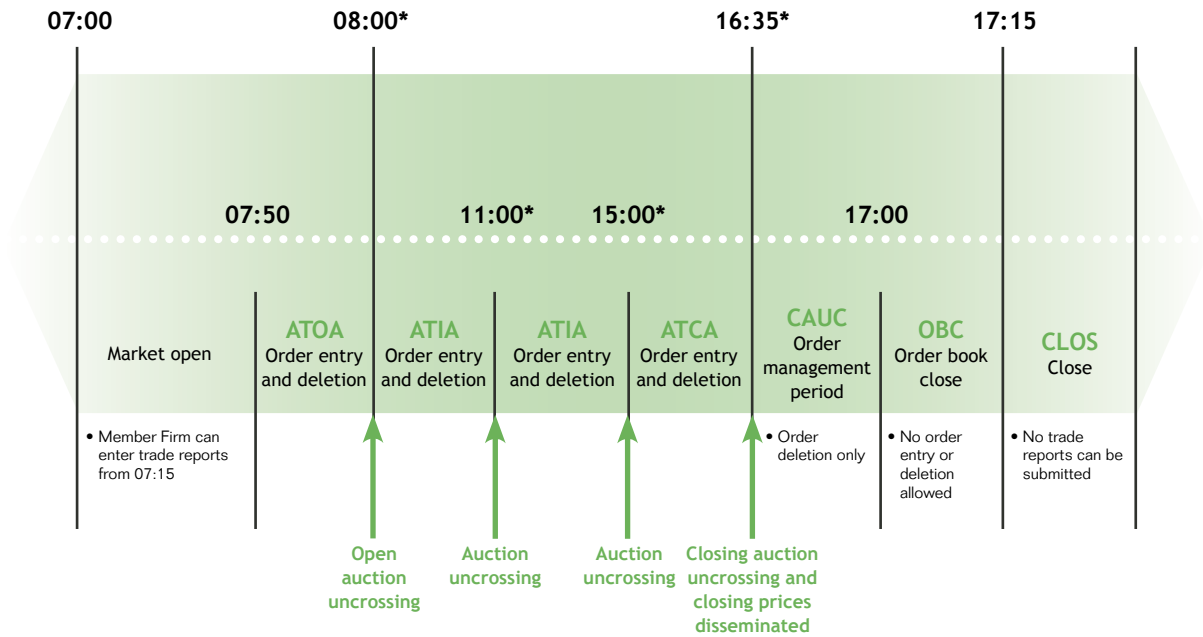 07:00
08:00*
16:35*
17:15
07:50
11:00*
15:00*
17:00
Market open
ATOA
Order entry
and deletion
ATIA
Order entry
and deletion
ATIA
Order entry
and deletion
ATCA
Order entry
and deletion
CAUC
Order
management
period
OBC
Order book
close
CLOS
Close
• Member Firm can
enter trade reports
from 07:15
• Order
deletion only
• No order
entry or
deletion
allowed
• No trade
reports can be
submitted
Open
auction
uncrossing
Auction
uncrossing
Auction
uncrossing
Closing auction
uncrossing and
closing prices
disseminated